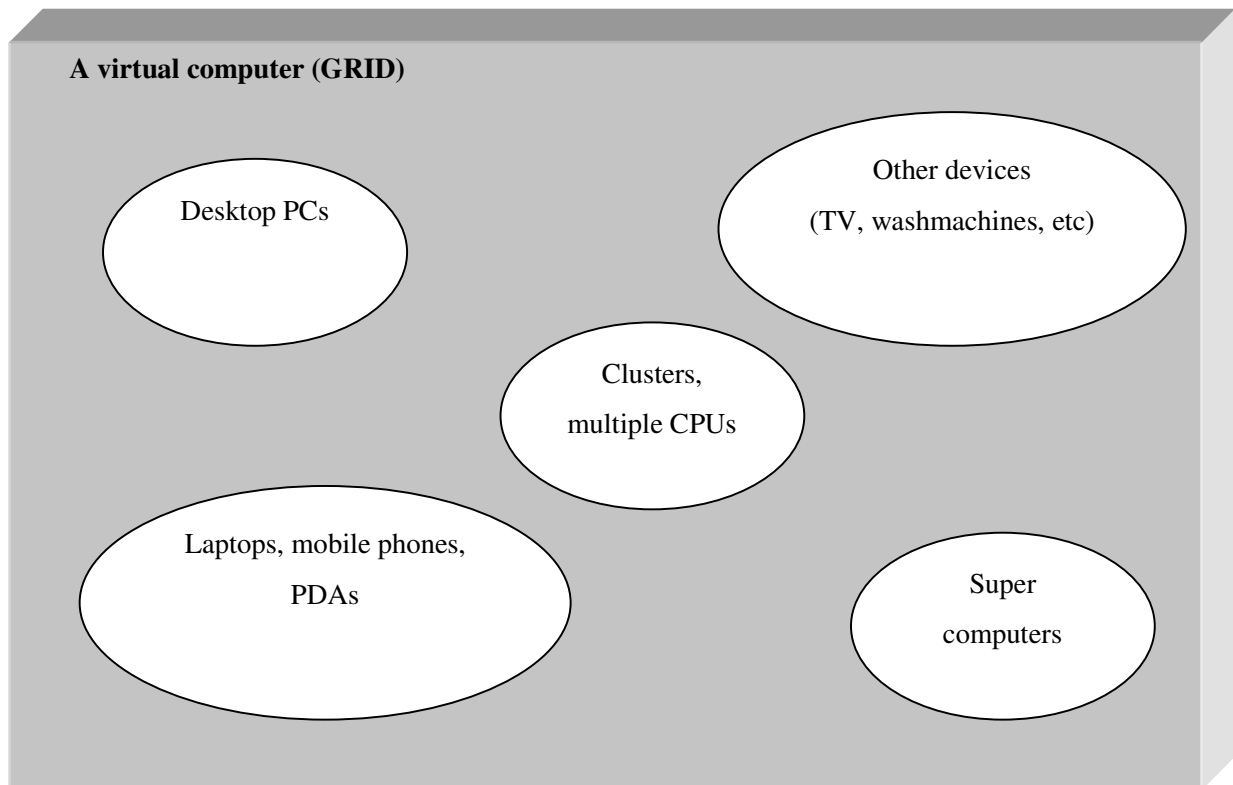 A virtual computer (GRID)
Desktop PCs
Other devices
(TV, washmachines, etc)
Clusters,
multiple CPUs
Laptops, mobile phones,
PDAs
Super
computers